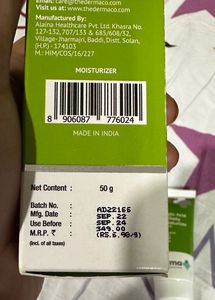 Email: care@thedermaco.com
Visit us at: www.thedermaco.com
Manufactured By:
Alaina Healthcare Pvt. Ltd. Khasra No.
127-132, 707/133 & 685/608/32,
Village-Jharmajri, Baddi, Distt. Solan,
(H.P) - 174103
M.: HIM/COS/16/227
MOISTURIZER
8 906087 776024
MADE IN INDIA
Net Content : 50 g
Batch No. : AD22166
Mfg. Date : SEP.22
Use Before : SEP.24
M.R.P. ₹ : 349.00
(Incl. of all taxes) (RS.6.98/g)